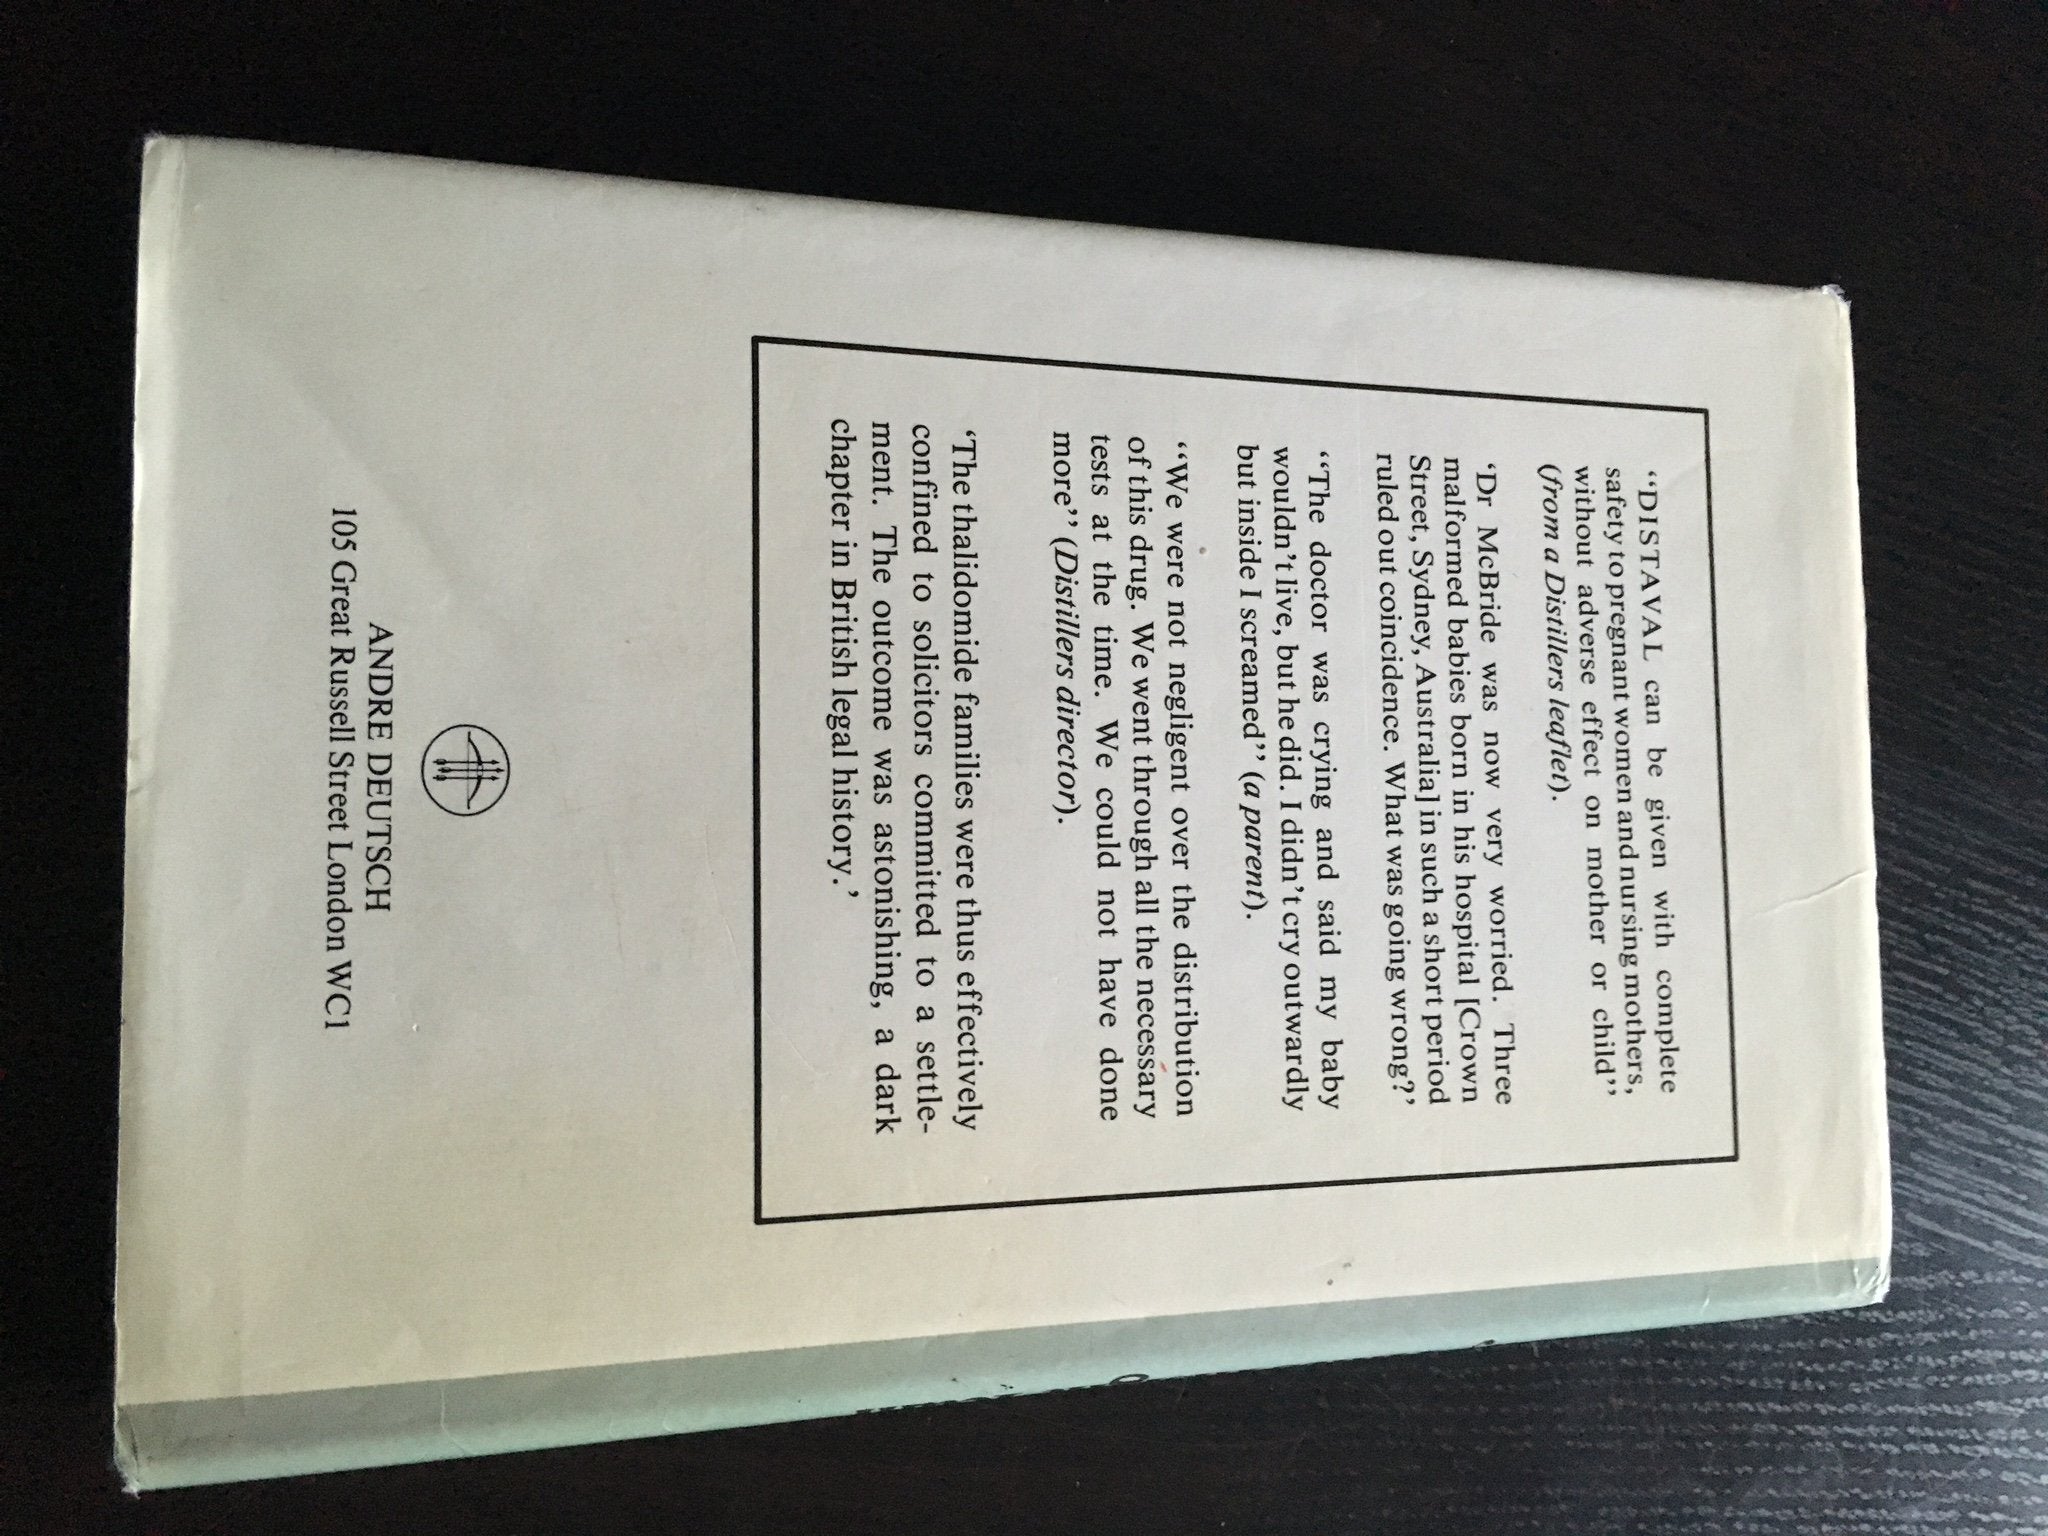 “DISTAVAL can be given with complete
safety to pregnant women and nursing mothers,
without adverse effect on mother or child”
(from a Distillers leaflet).
‘Dr McBride was now very worried. Three
malformed babies born in his hospital [Crown
Street, Sydney, Australia] in such a short period
ruled out coincidence. What was going wrong?’
“The doctor was crying and said my baby
wouldn’t live, but he did. I didn’t cry outwardly
but inside I screamed” (a parent).
“We were not negligent over the distribution
of this drug. We went through all the necessary
tests at the time. We could not have done
more” (Distillers director).
‘The thalidomide families were thus effectively
confined to solicitors committed to a settle-
ment. The outcome was astonishing, a dark
chapter in British legal history.’
ANDRE DEUTSCH
105 Great Russell Street London WC1